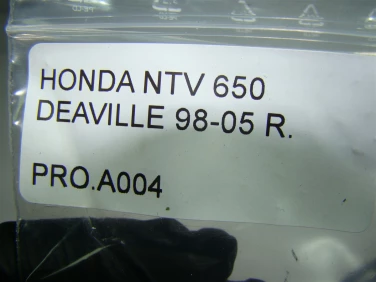 HONDA NTV 650
DEAVILLE 98-05 R.
PRO.A004